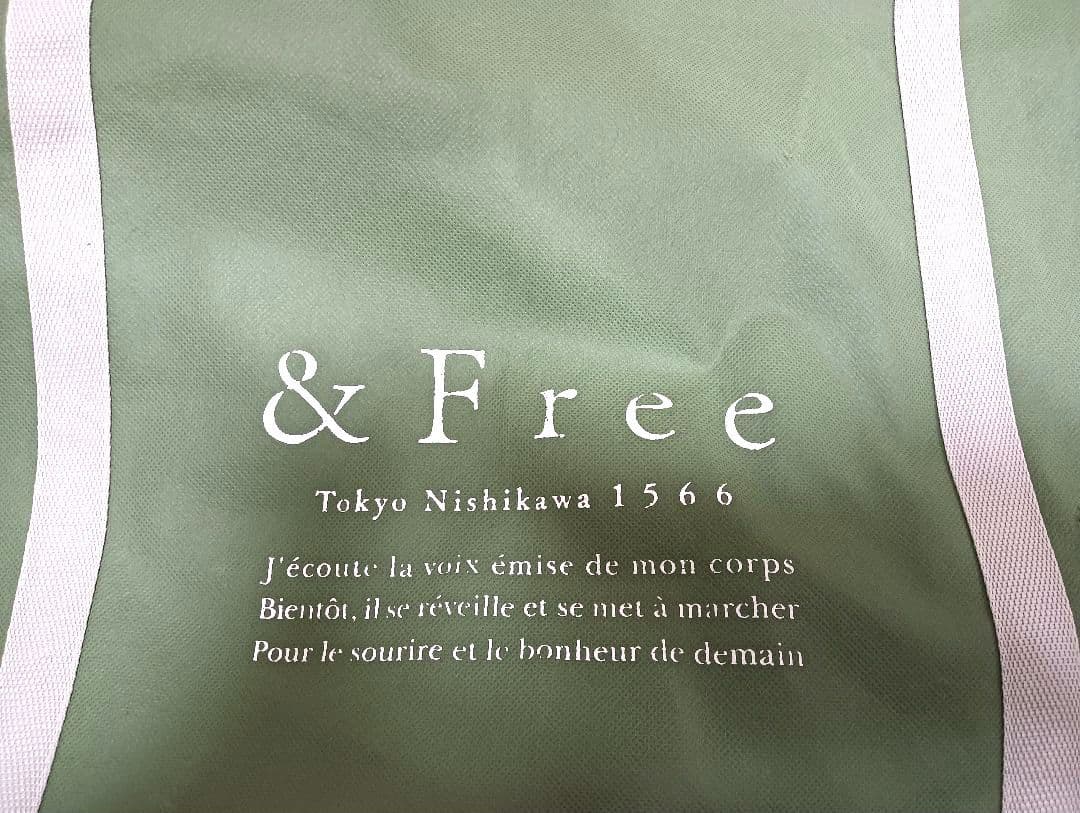 & Free
Tokyo Nishikawa 1566
J'écoute la voix émise de mon corps
Bientôt, il se réveille et se met à marcher
Pour le sourire et le bonheur de demain